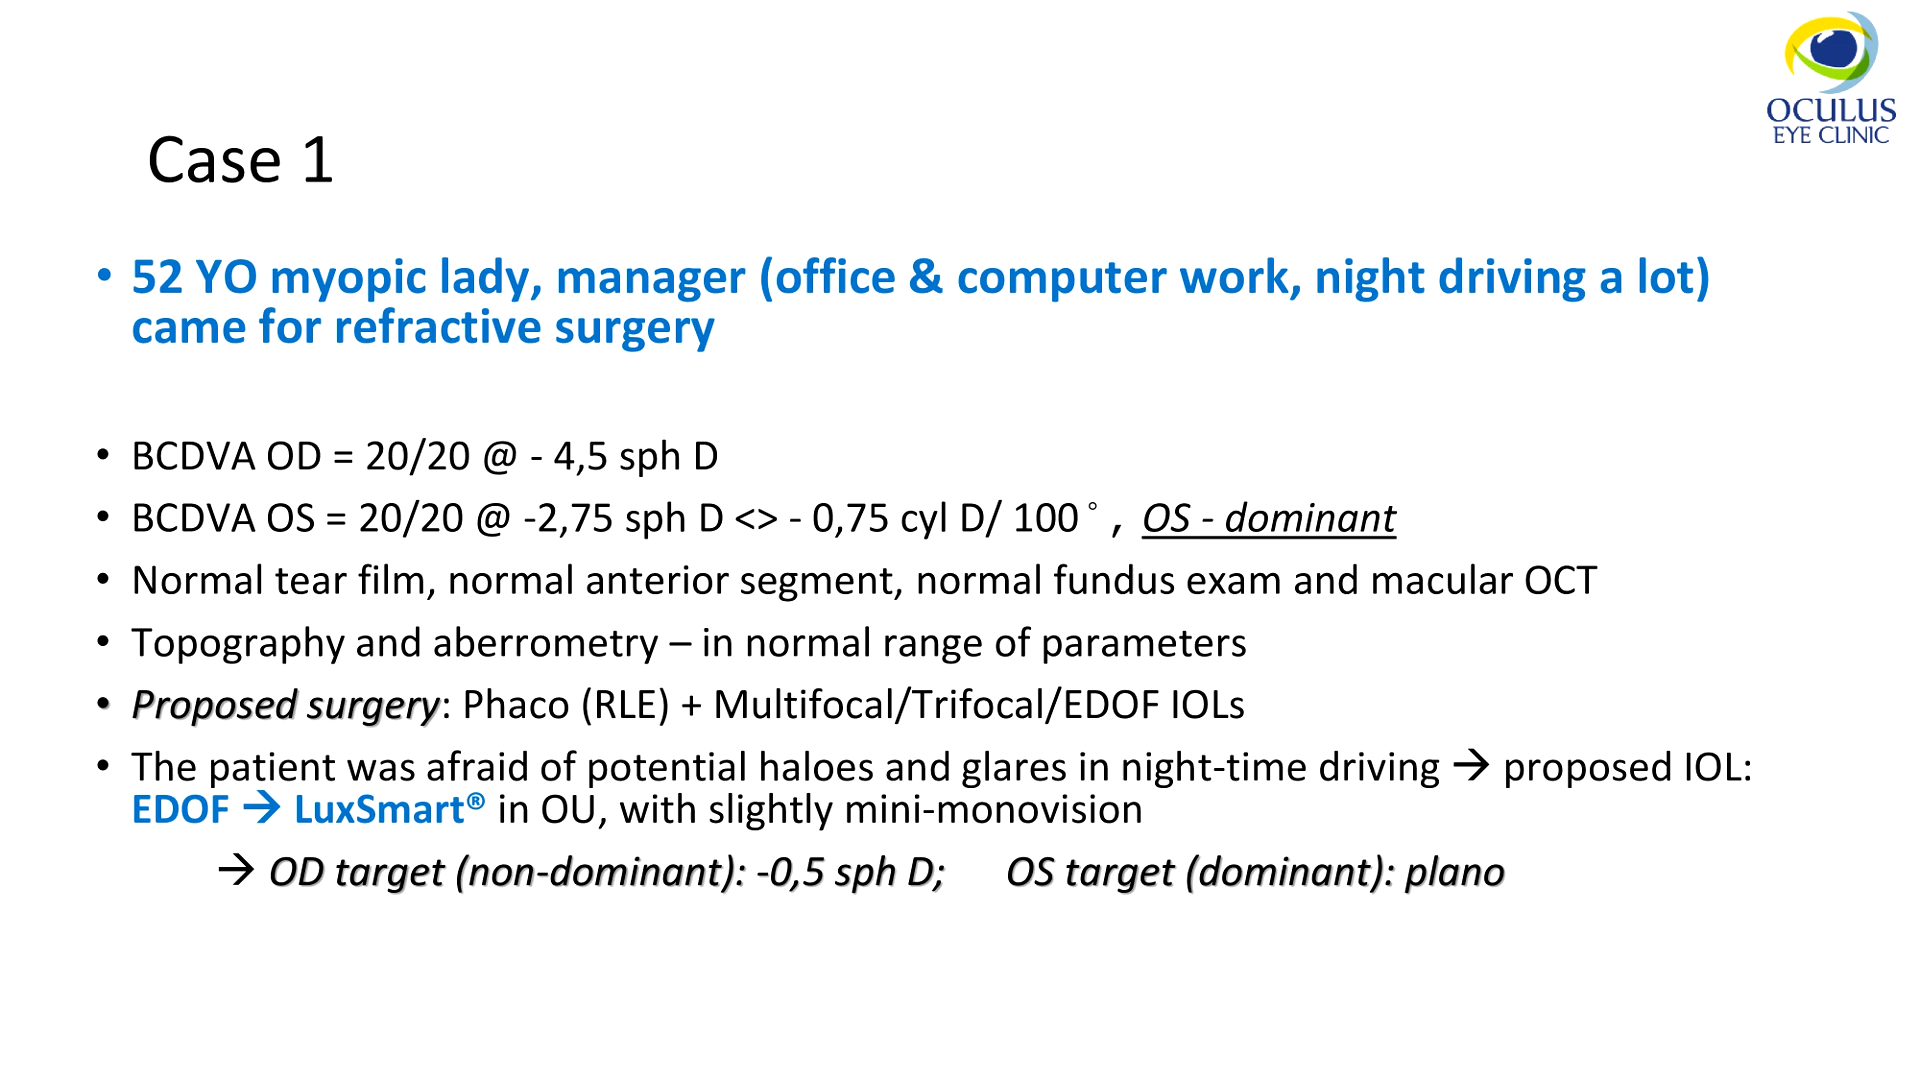 OCULUS
EYE CLINIC
Case 1
• 52 YO myopic lady, manager (office & computer work, night driving a lot)
came for refractive surgery
• BCDVA OD = 20/20 @ - 4,5 sph D
• BCDVA OS = 20/20 @ -2,75 sph D <> - 0,75 cyl D/ 100 ° , OS - dominant
• Normal tear film, normal anterior segment, normal fundus exam and macular OCT
• Topography and aberrometry – in normal range of parameters
• Proposed surgery: Phaco (RLE) + Multifocal/Trifocal/EDOF IOLs
• The patient was afraid of potential haloes and glares in night-time driving → proposed IOL:
EDOF → LuxSmart® in OU, with slightly mini-monovision
→ OD target (non-dominant): -0,5 sph D; OS target (dominant): plano